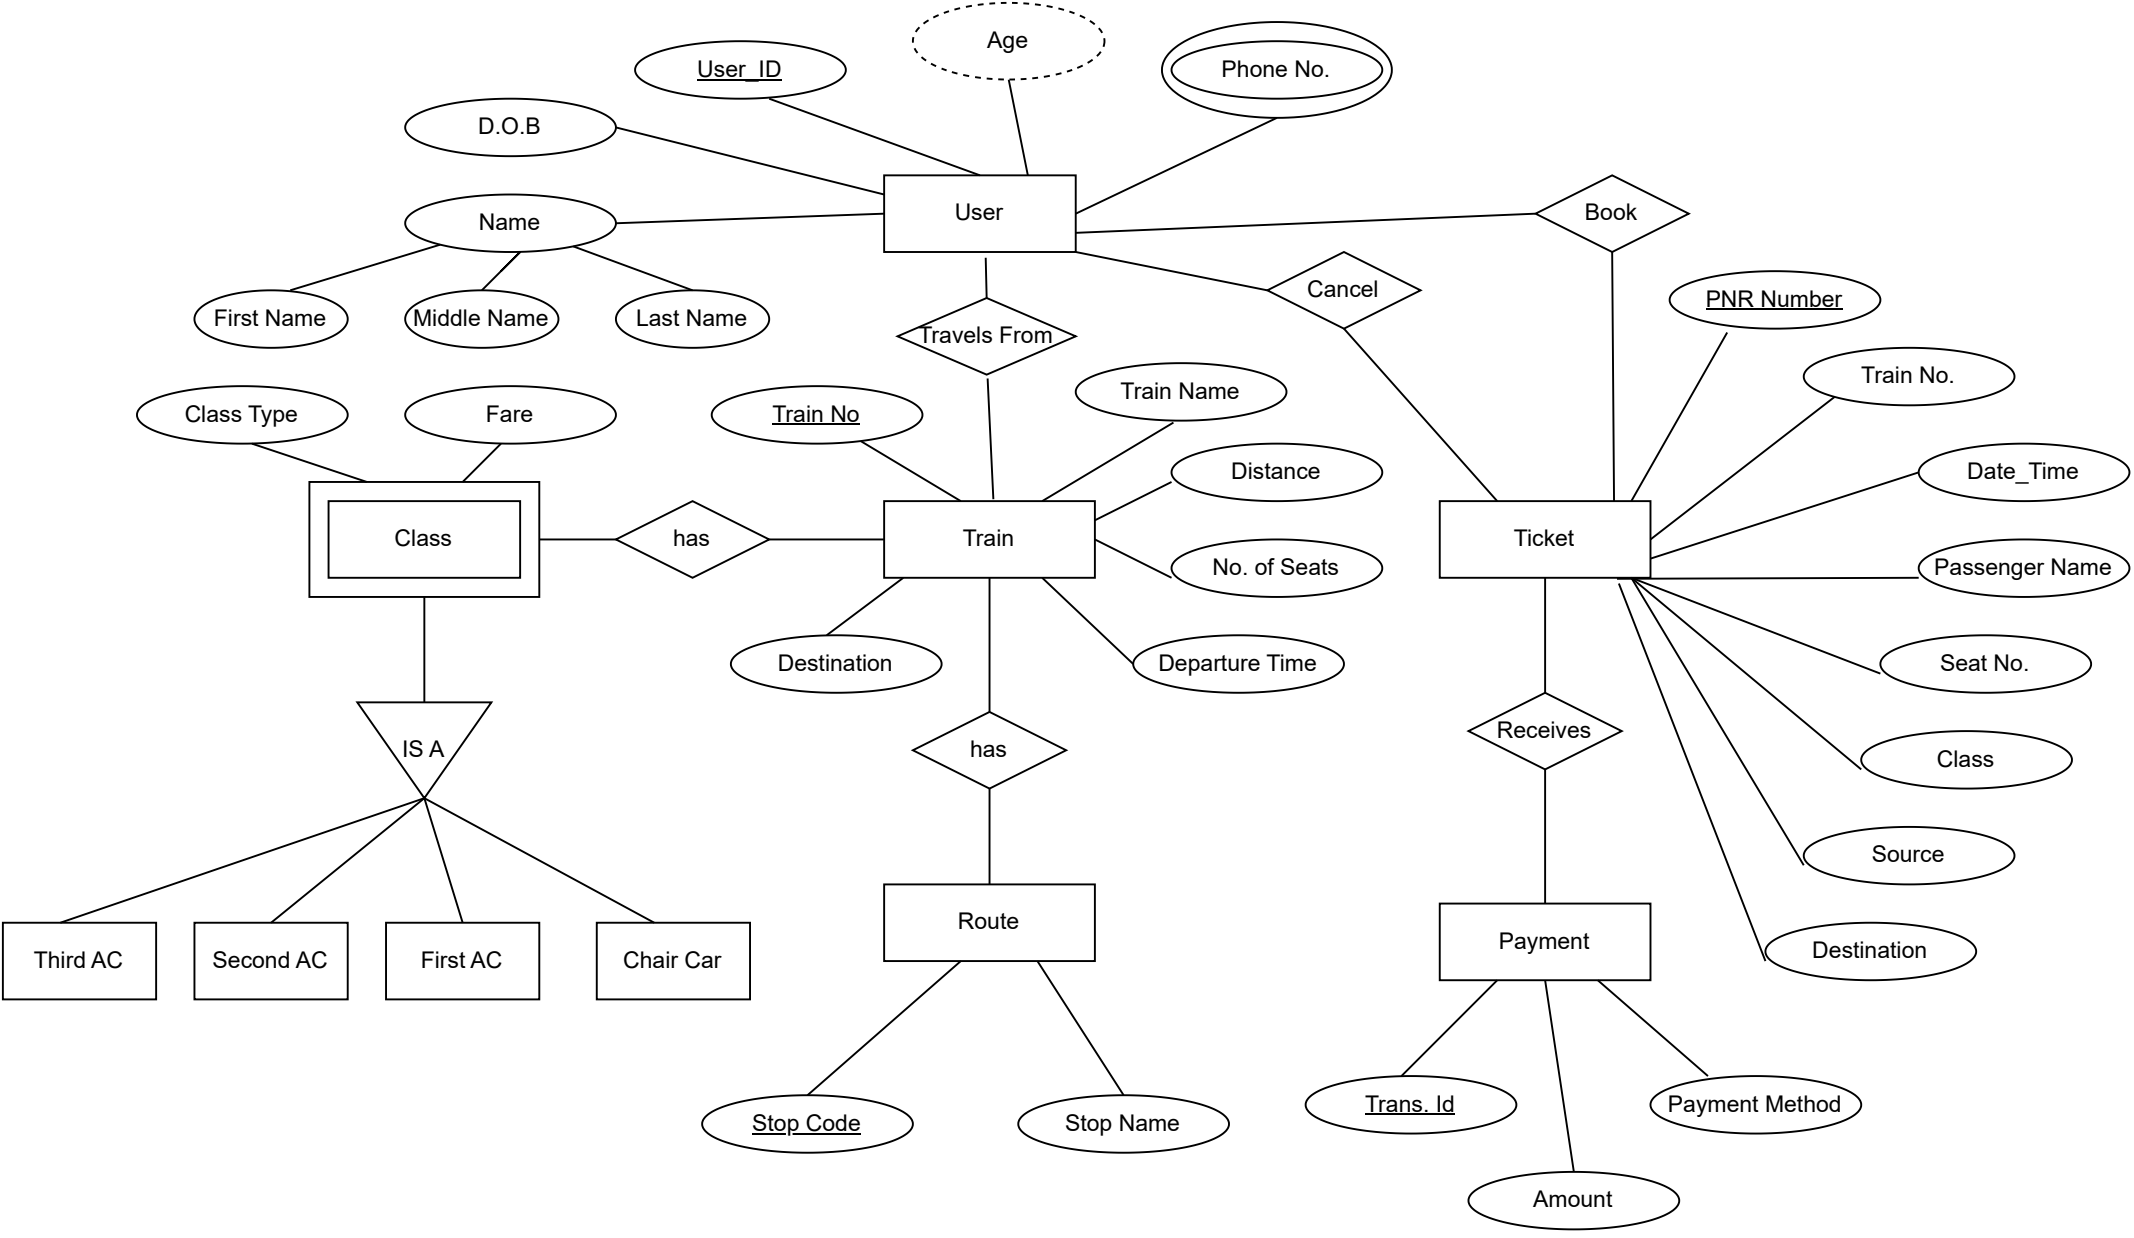 Age
User_ID
Phone No.
D.O.B
User
Book
Name
Cancel
PNR Number
First Name
Middle Name
Last Name
Travels From
Train No.
Train Name
Class Type
Fare
Train No
Distance
Date_Time
Class
has
Train
No. of Seats
Ticket
Passenger Name
Destination
Departure Time
Seat No.
IS A
has
Receives
Class
Source
Route
Payment
Destination
Third AC
Second AC
First AC
Chair Car
Stop Code
Stop Name
Trans. Id
Payment Method
Amount